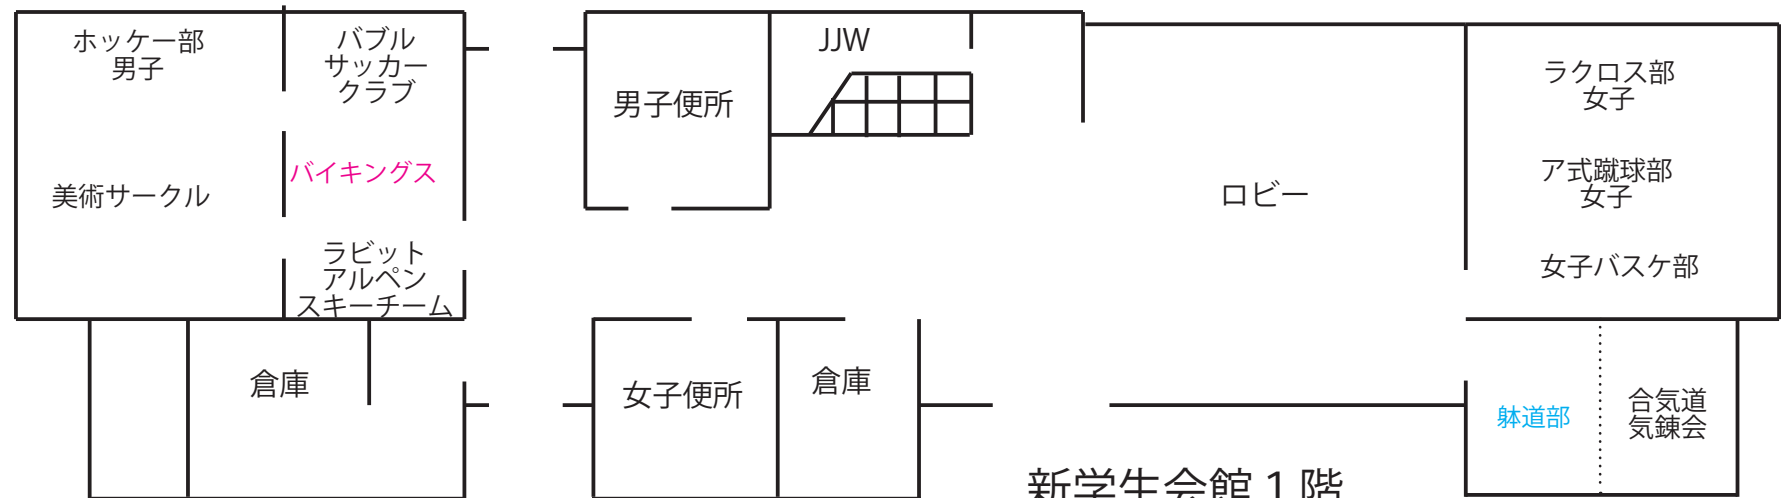 ホッケー部
男子
バブル
サッカー
クラブ
美術サークル
バイキングス
ラビット
アルペン
スキーチーム
倉庫
男子便所
JJW
女子便所
倉庫
ロビー
ラクロス部
女子
ア式蹴球部
女子
女子バスケ部
躰道部
合気道
気錬会
新学生会館１階